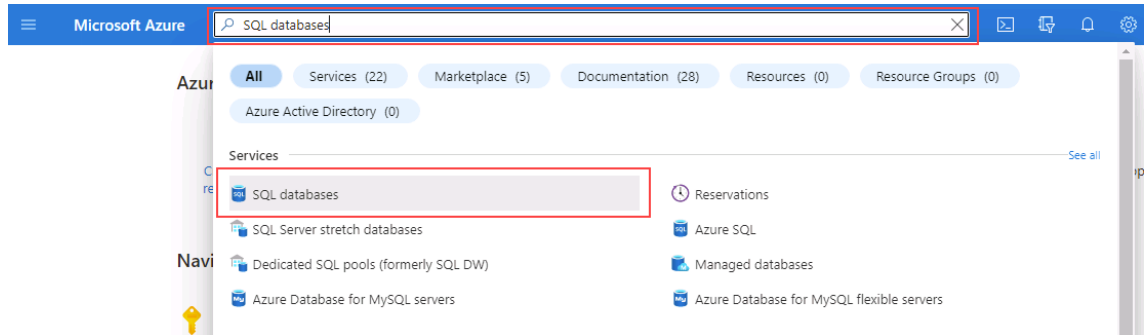 Microsoft Azure SQL databases
All Services (22) Marketplace (5) Documentation (28) Resources (0) Resource Groups (0)
Azure Active Directory (0)
Services See all
SQL databases Reservations
SQL Server stretch databases Azure SQL
Dedicated SQL pools (formerly SQL DW) Managed databases
Azure Database for MySQL servers Azure Database for MySQL flexible servers